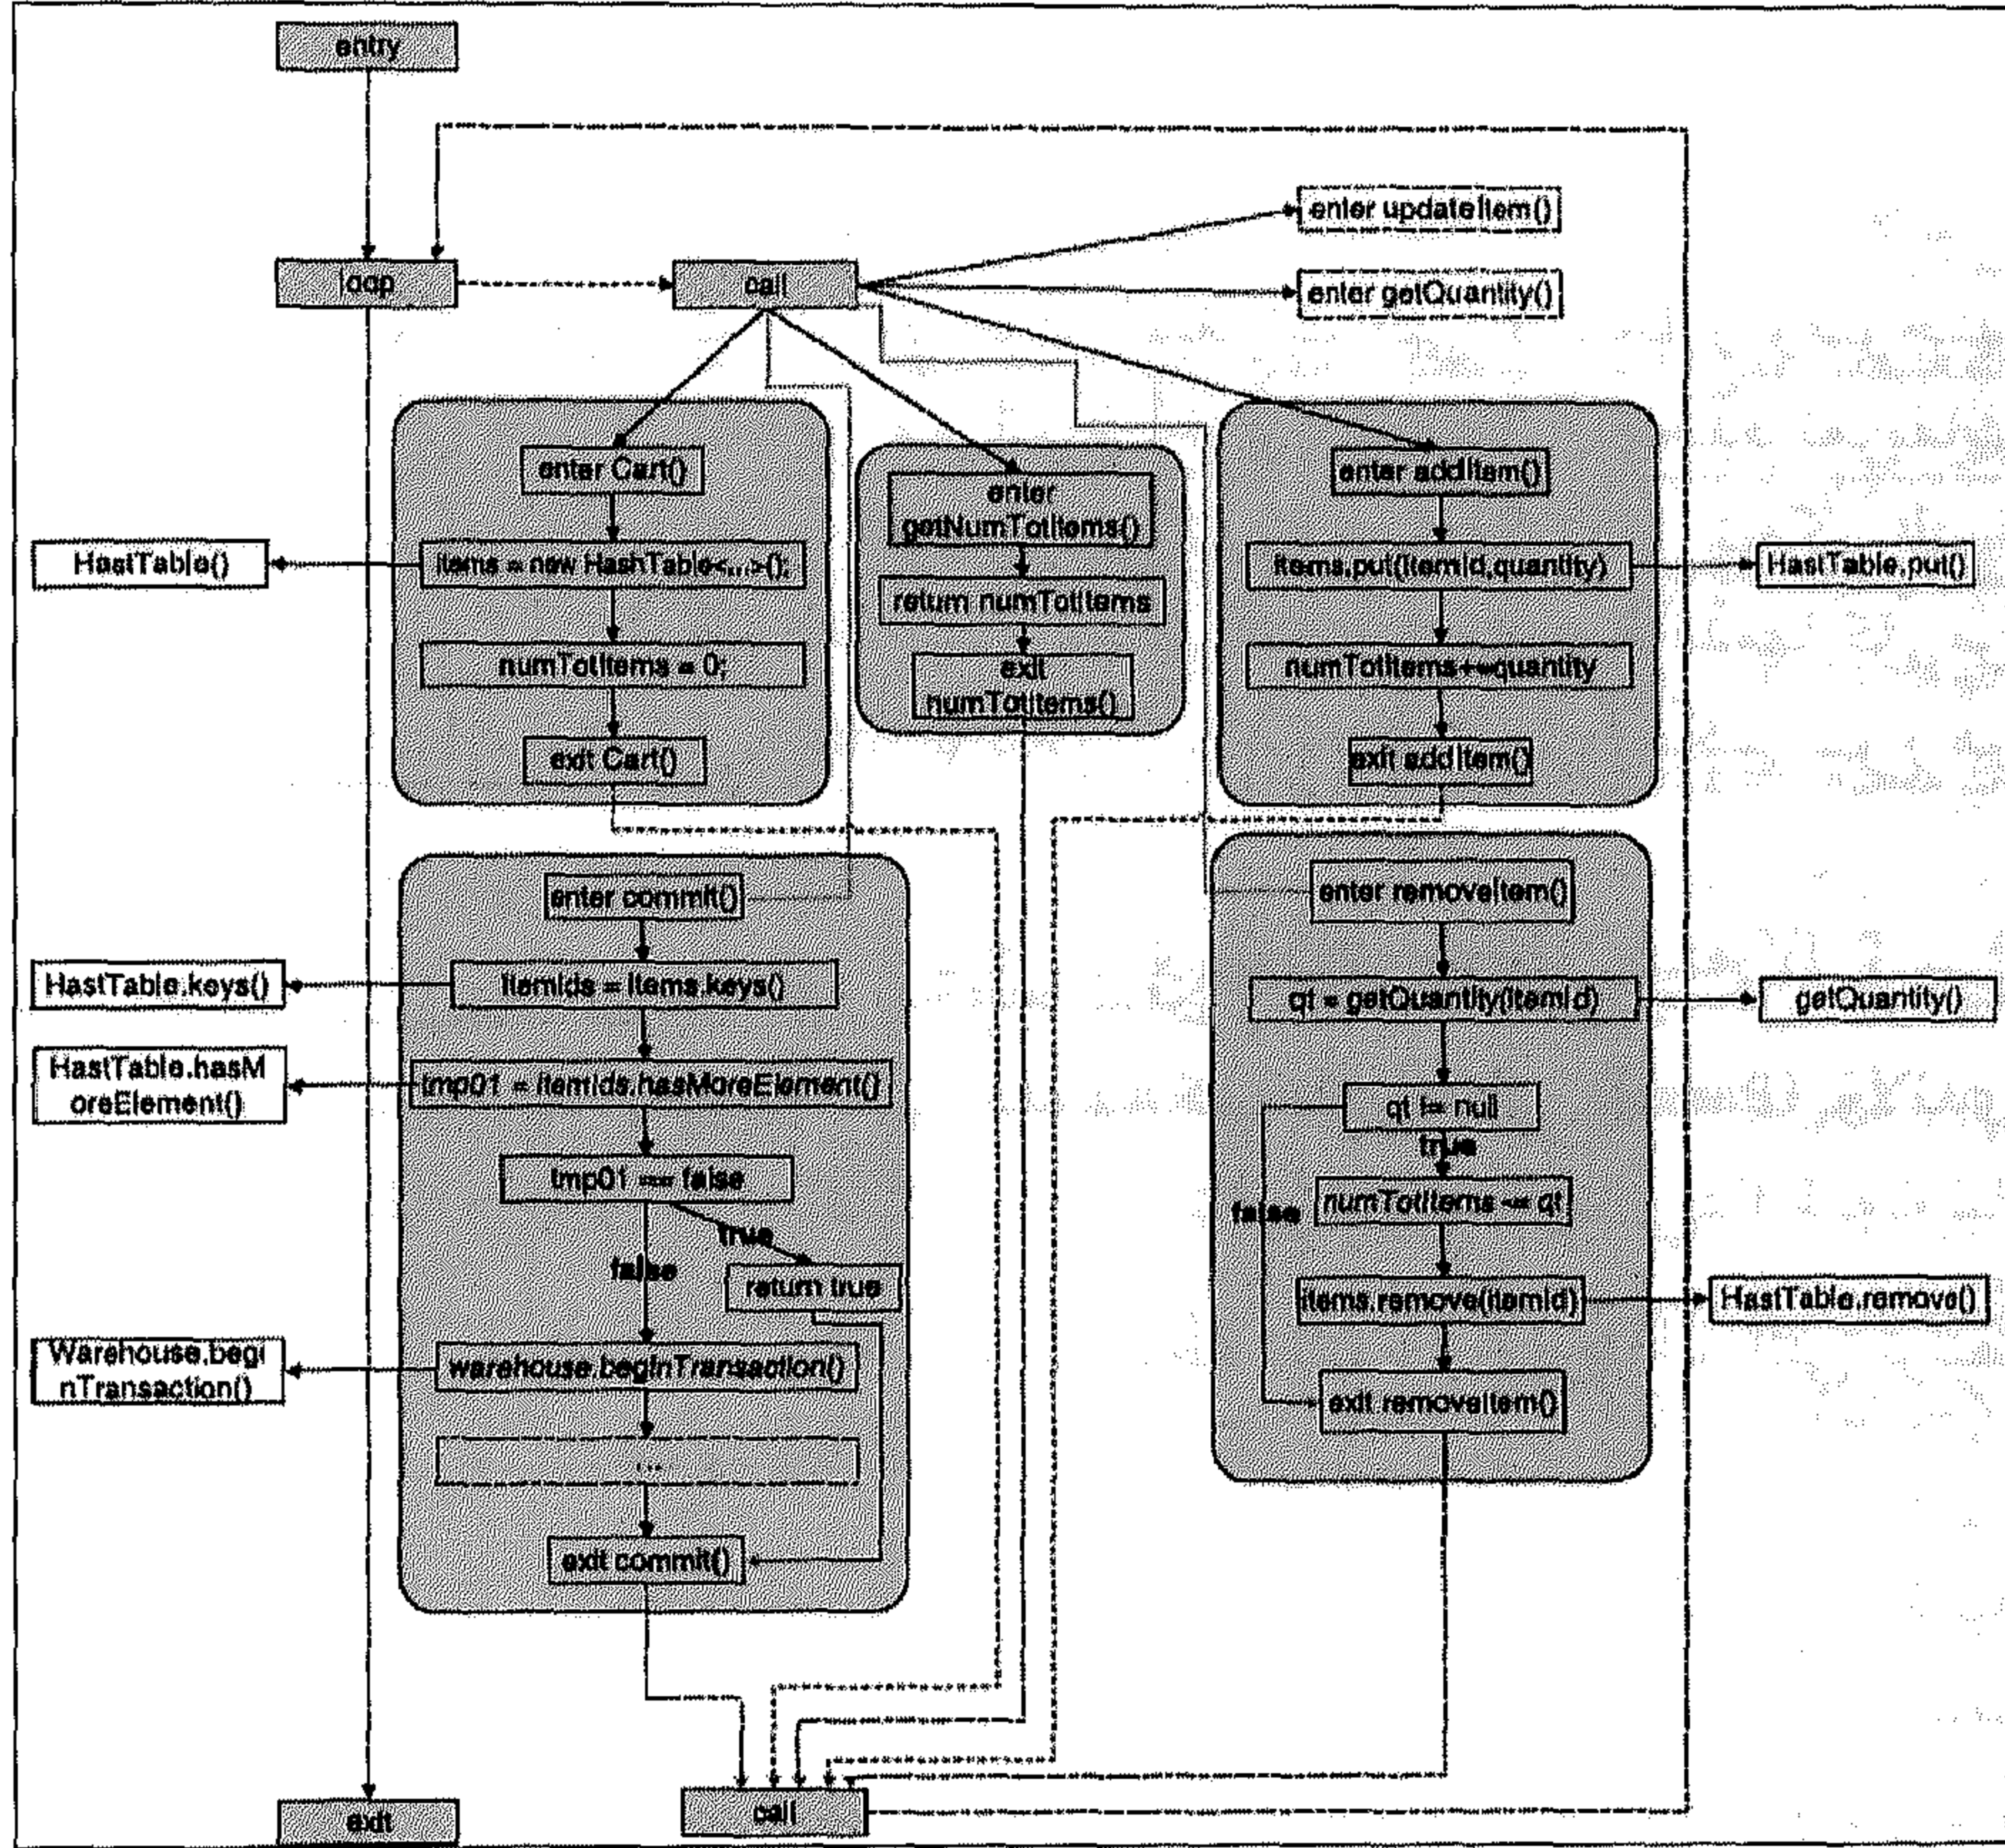 entry
enter updateItem()
loop
call
enter getQuantity()
enter Cart()
enter
getNumTotItems()
enter addItem()
HastTable()
items = new HashTable<...>();
items.put(itemId,quantity)
HastTable.put()
return numTotItems
numTotItems = 0;
exit
numTotItems()
numTotItems+=quantity
exit Cart()
exit addItem()
enter commit()
enter removeItem()
HastTable.keys()
itemIds = items.keys()
qt = getQuantity(itemId)
getQuantity()
HastTable.hasM
oreElement()
tmp01 = itemIds.hasMoreElement()
qt != null
true
tmp01 == false
numTotItems -= qt
false
true
false
return true
items.remove(itemId)
HastTable.remove()
Warehouse.begi
nTransaction()
warehouse.beginTransaction()
exit removeItem()
...
exit commit()
exit
call